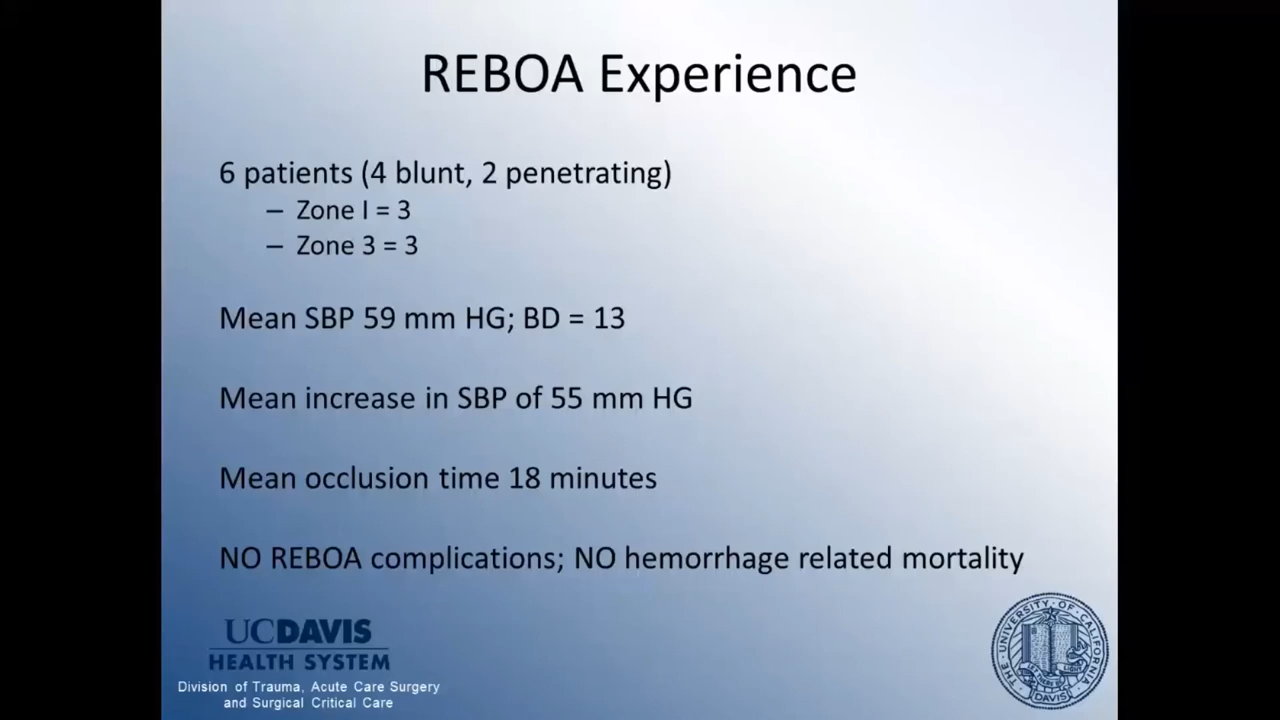 REBOA Experience
6 patients (4 blunt, 2 penetrating)
– Zone I = 3
– Zone 3 = 3
Mean SBP 59 mm HG; BD = 13
Mean increase in SBP of 55 mm HG
Mean occlusion time 18 minutes
NO REBOA complications; NO hemorrhage related mortality
UCDAVIS
HEALTH SYSTEM
Division of Trauma, Acute Care Surgery
and Surgical Critical Care
THE UNIVERSITY OF CALIFORNIA
DAVIS